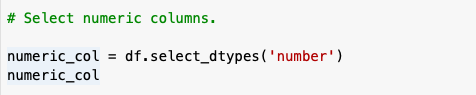 # Select numeric columns.
numeric_col = df.select_dtypes('number')
numeric_col